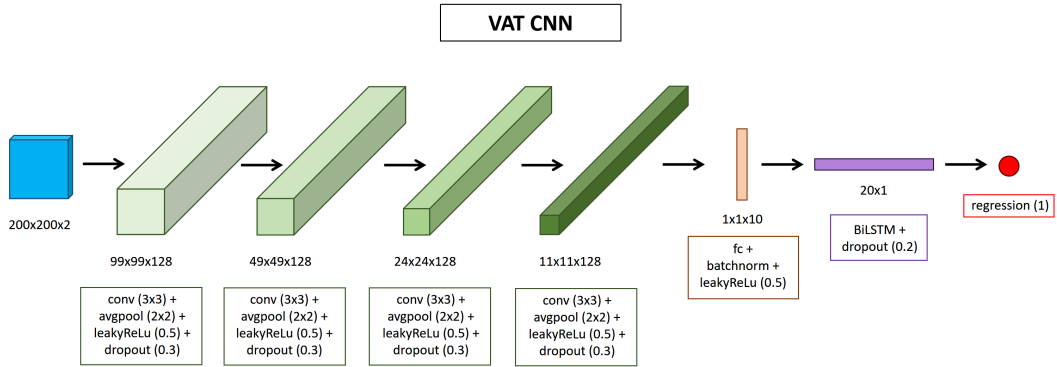 VAT CNN
200x200x2
99x99x128
conv (3x3) +
avgpool (2x2) +
leakyReLu (0.5) +
dropout (0.3)
49x49x128
conv (3x3) +
avgpool (2x2) +
leakyReLu (0.5) +
dropout (0.3)
24x24x128
conv (3x3) +
avgpool (2x2) +
leakyReLu (0.5) +
dropout (0.3)
11x11x128
conv (3x3) +
avgpool (2x2) +
leakyReLu (0.5) +
dropout (0.3)
1x1x10
fc +
batchnorm +
leakyReLu (0.5)
20x1
BiLSTM +
dropout (0.2)
regression (1)